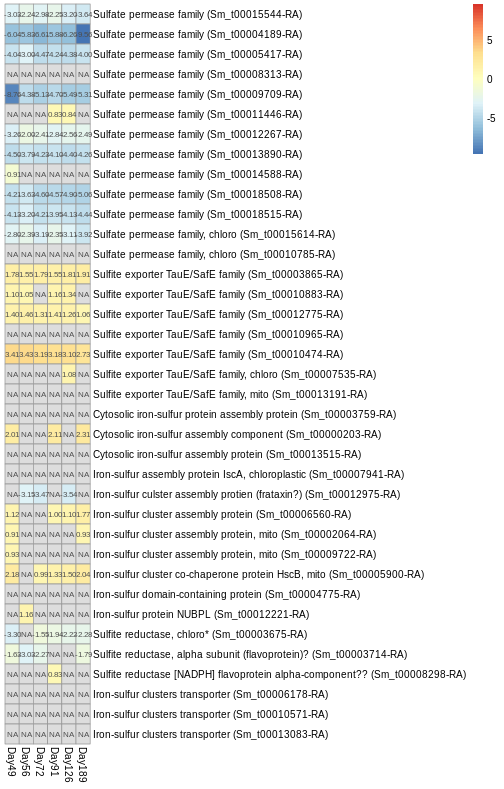 -3.03 -2.24 -2.98 -2.25 -3.20 -3.64 Sulfate permease family (Sm_t00015544-RA)
-6.04 -5.83 -6.61 -5.88 -6.20 Sulfate permease family (Sm_t00004189-RA)
-4.04 -3.00 -4.47 -4.24 -4.38 -4.00 Sulfate permease family (Sm_t00005417-RA)
NA NA NA NA NA NA Sulfate permease family (Sm_t00008313-RA)
-8.76 -4.38 -5.13 -4.70 -5.49 -5.31 Sulfate permease family (Sm_t00009709-RA)
NA NA NA 0.83 0.84 NA Sulfate permease family (Sm_t00011446-RA)
-3.26 -2.00 -2.41 -2.84 -2.56 -2.49 Sulfate permease family (Sm_t00012267-RA)
-4.50 -3.79 -4.23 -4.10 -4.40 -4.26 Sulfate permease family (Sm_t00013890-RA)
-0.91 NA NA NA NA NA Sulfate permease family (Sm_t00014588-RA)
-4.21 -3.63 -4.60 -4.57 -4.90 -5.06 Sulfate permease family (Sm_t00018508-RA)
-4.13 -3.20 -4.21 -3.95 -4.13 -4.44 Sulfate permease family (Sm_t00018515-RA)
-2.80 -2.39 -3.19 -2.35 -3.11 -3.92 Sulfate permease family, chloro (Sm_t00015614-RA)
NA NA NA NA NA NA Sulfate permease family, chloro (Sm_t00010785-RA)
1.78 1.55 1.79 1.55 1.81 1.91 Sulfite exporter TauE/SafE family (Sm_t00003865-RA)
1.10 1.05 NA 1.16 1.34 NA Sulfite exporter TauE/SafE family (Sm_t00010883-RA)
1.40 1.46 1.31 1.41 1.26 1.06 Sulfite exporter TauE/SafE family (Sm_t00012775-RA)
NA NA NA NA NA NA Sulfite exporter TauE/SafE family (Sm_t00010965-RA)
3.41 3.43 3.19 3.18 3.10 2.73 Sulfite exporter TauE/SafE family (Sm_t00010474-RA)
NA NA NA NA 1.08 NA Sulfite exporter TauE/SafE family, chloro (Sm_t00007535-RA)
NA NA NA NA NA NA Sulfite exporter TauE/SafE family, mito (Sm_t00013191-RA)
NA NA NA NA NA NA Cytosolic iron-sulfur protein assembly protein (Sm_t00003759-RA)
2.01 NA NA 2.11 NA 2.31 Cytosolic iron-sulfur assembly component (Sm_t00000203-RA)
NA NA NA NA NA NA Cytosolic iron-sulfur assembly protein (Sm_t00013515-RA)
NA NA NA NA NA NA Iron-sulfur assembly protein IscA, chloroplastic (Sm_t00007941-RA)
NA -3.15 -3.47 NA -3.54 NA Iron-sulfur culster assembly protien (frataxin?) (Sm_t00012975-RA)
1.12 NA NA 1.00 1.10 1.77 Iron-sulfur cluster assembly protein (Sm_t00006560-RA)
0.91 NA NA NA NA 0.93 Iron-sulfur cluster assembly protein, mito (Sm_t00002064-RA)
0.93 NA NA NA NA NA Iron-sulfur cluster assembly protein, mito (Sm_t00009722-RA)
2.18 NA 0.99 1.33 1.50 2.04 Iron-sulfur cluster co-chaperone protein HscB, mito (Sm_t00005900-RA)
NA NA NA NA NA NA Iron-sulfur domain-containing protein (Sm_t00004775-RA)
NA 1.16 NA NA NA NA Iron-sulfur protein NUBPL (Sm_t00012221-RA)
-3.30 NA -1.55 -1.94 -2.22 -2.28 Sulfite reductase, chloro* (Sm_t00003675-RA)
-1.63 -3.03 -2.27 NA NA -1.79 Sulfite reductase, alpha subunit (flavoprotein)? (Sm_t00003714-RA)
NA NA NA 0.83 NA NA Sulfite reductase [NADPH] flavoprotein alpha-component?? (Sm_t00008298-RA)
NA NA NA NA NA NA Iron-sulfur clusters transporter (Sm_t00006178-RA)
NA NA NA NA NA NA Iron-sulfur clusters transporter (Sm_t00010571-RA)
NA NA NA NA NA NA Iron-sulfur clusters transporter (Sm_t00013083-RA)
Day49 Day56 Day72 Day91 Day126 Day189
5
0
-5